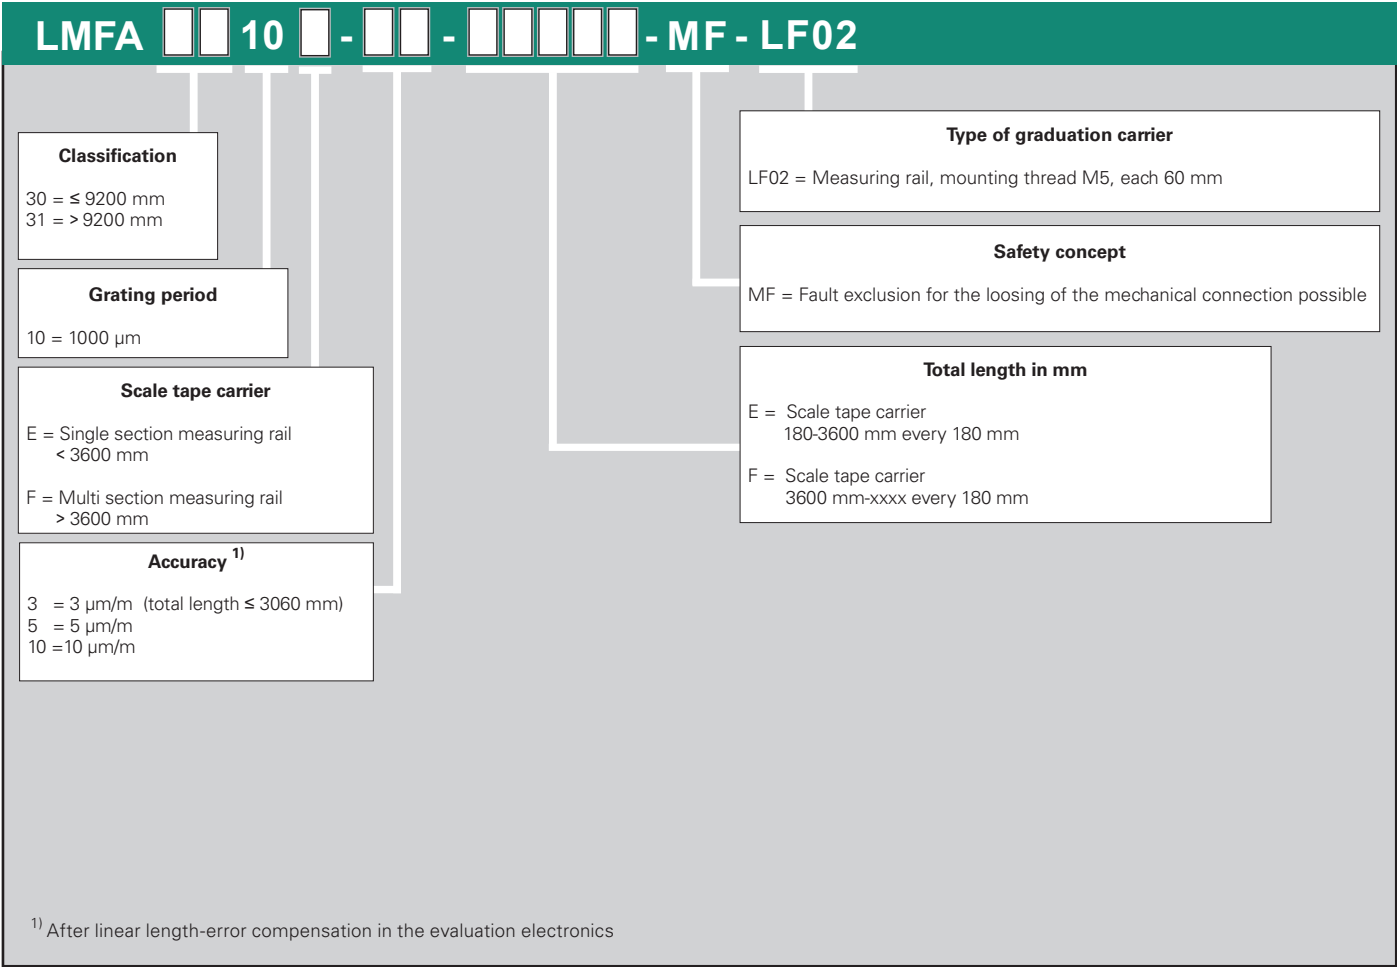 LMFA 10 - - - MF - LF02
Classification
30 = ≤ 9200 mm
31 = > 9200 mm
Grating period
10 = 1000 µm
Scale tape carrier
E = Single section measuring rail
< 3600 mm
F = Multi section measuring rail
> 3600 mm
Accuracy 1)
3 = 3 µm/m (total length ≤ 3060 mm)
5 = 5 µm/m
10 =10 µm/m
Type of graduation carrier
LF02 = Measuring rail, mounting thread M5, each 60 mm
Safety concept
MF = Fault exclusion for the loosing of the mechanical connection possible
Total length in mm
E = Scale tape carrier
180-3600 mm every 180 mm
F = Scale tape carrier
3600 mm-xxxx every 180 mm
1) After linear length-error compensation in the evaluation electronics